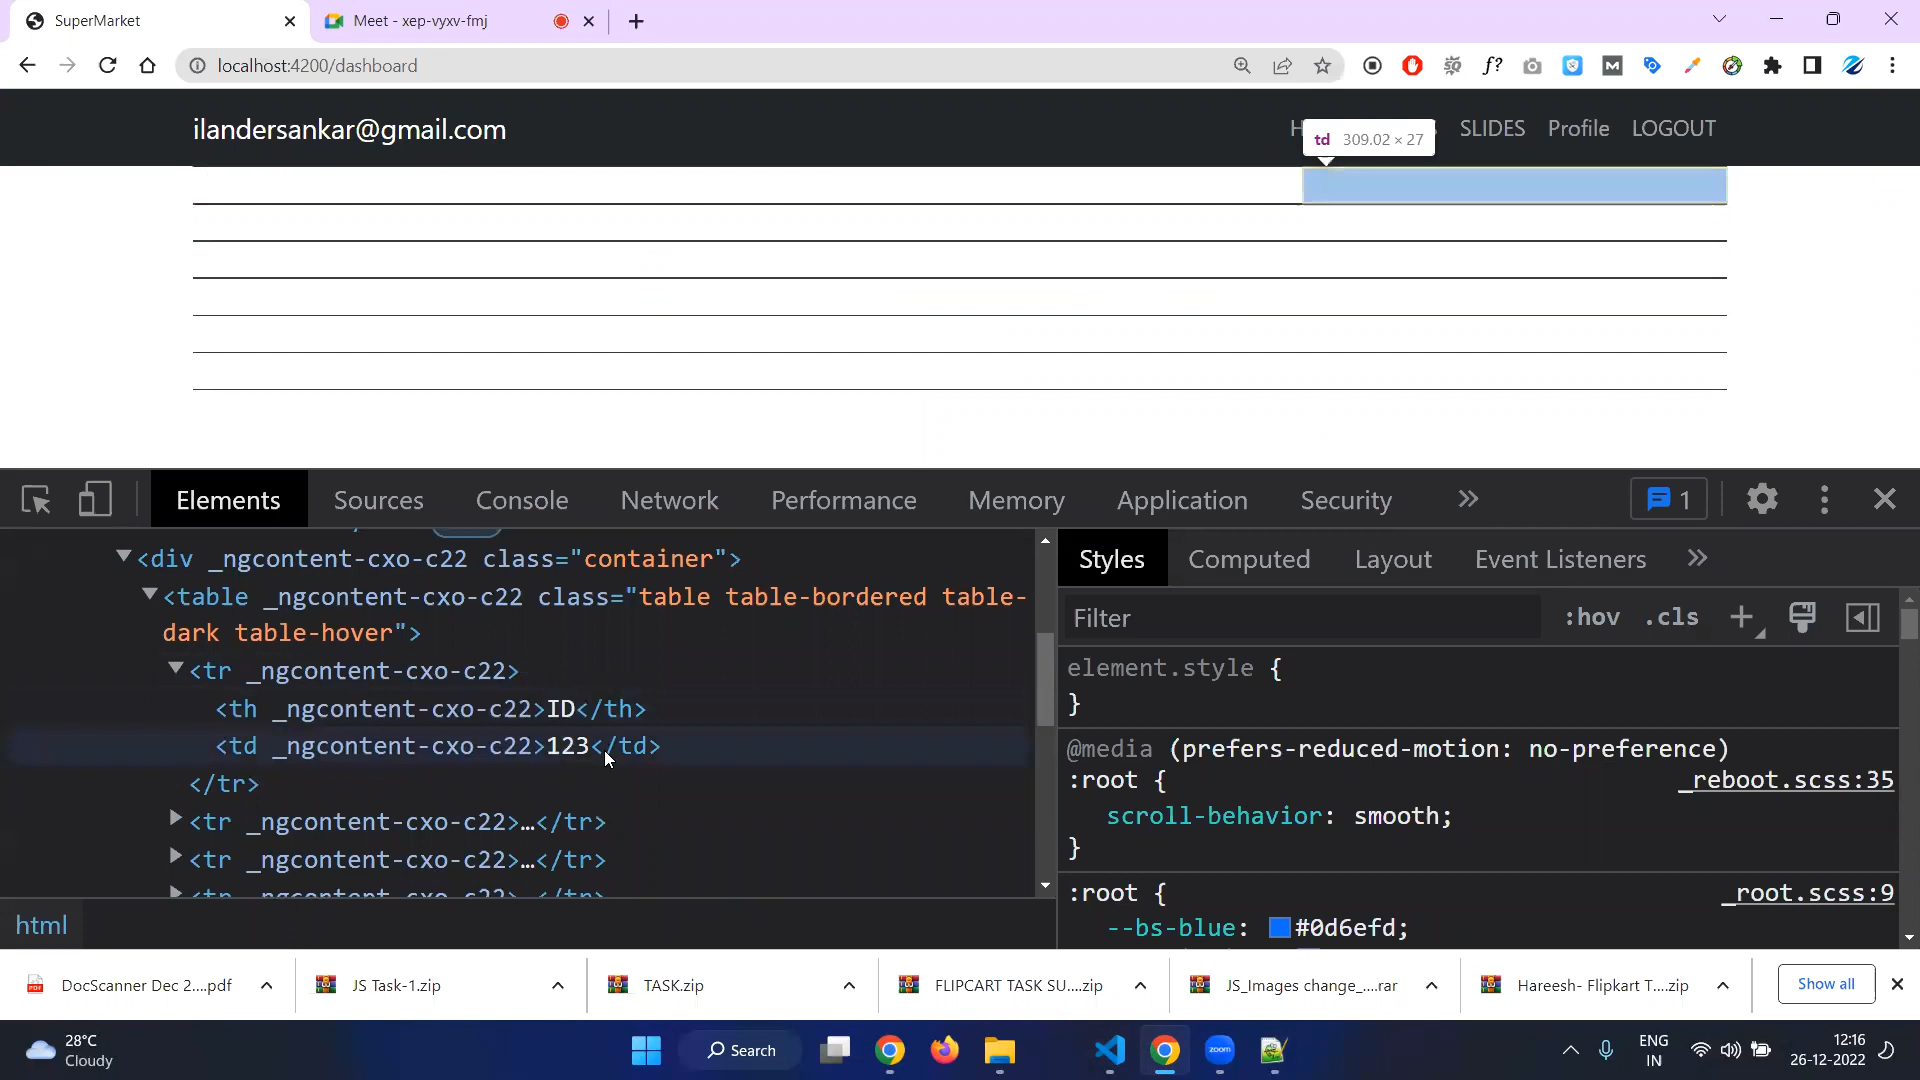 SuperMarket
Meet - xep-vyxv-fmj
localhost:4200/dashboard
ilandersankar@gmail.com
SLIDES Profile LOGOUT
td 309.02 × 27
Elements Sources Console Network Performance Memory Application Security 1
<div _ngcontent-cxo-c22 class="container">
<table _ngcontent-cxo-c22 class="table table-bordered table-
dark table-hover">
<tr _ngcontent-cxo-c22>
<th _ngcontent-cxo-c22>ID</th>
<td _ngcontent-cxo-c22>123</td>
</tr>
<tr _ngcontent-cxo-c22>…</tr>
<tr _ngcontent-cxo-c22>…</tr>
<tr _ngcontent-cxo-c22>…</tr>
html
Styles Computed Layout Event Listeners
Filter :hov .cls
element.style {
}
@media (prefers-reduced-motion: no-preference)
:root { _reboot.scss:35
scroll-behavior: smooth;
}
:root { _root.scss:9
--bs-blue: #0d6efd;
DocScanner Dec 2....pdf
JS Task-1.zip
TASK.zip
FLIPCART TASK SU....zip
JS_Images change_....rar
Hareesh- Flipkart T....zip
Show all
28°C
Cloudy
Search
zoom
ENG
IN
12:16
26-12-2022